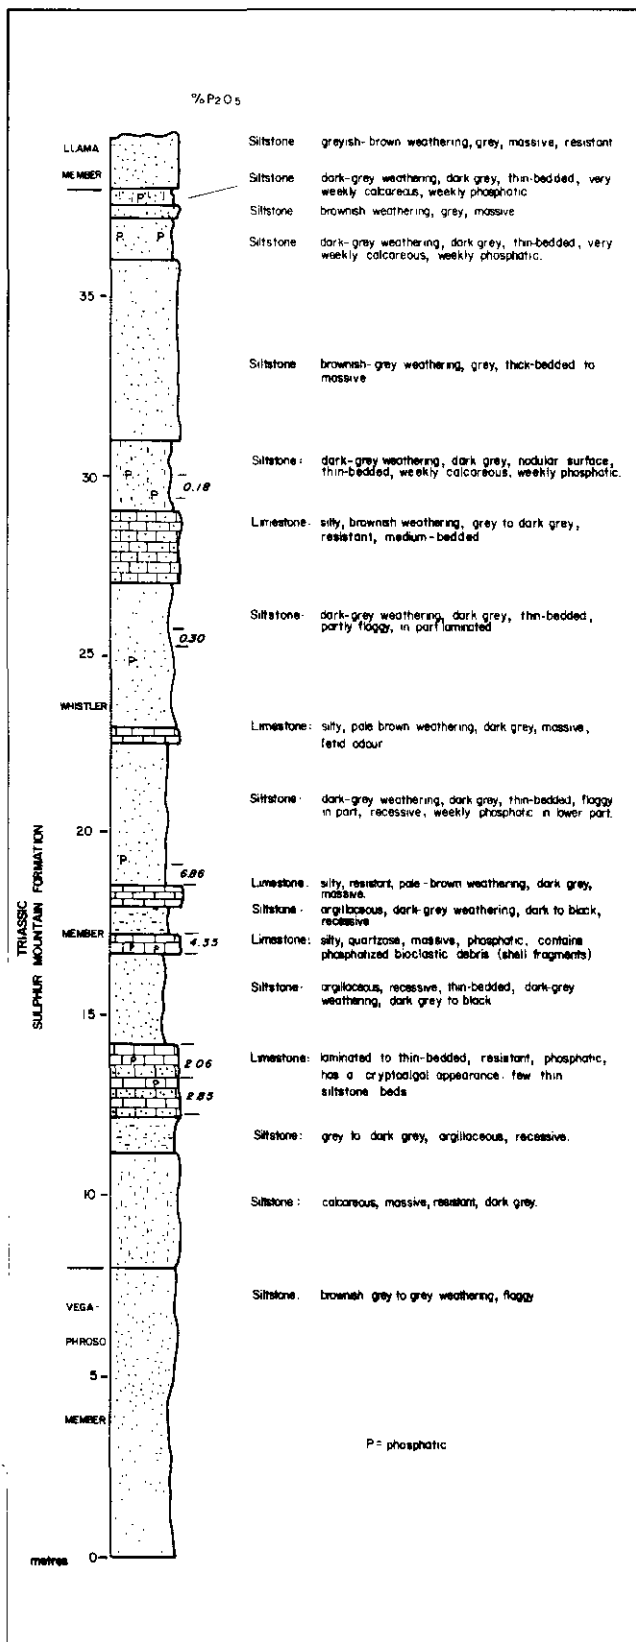 %P2O5
LLAMA
MEMBER
Siltstone greyish-brown weathering, grey, massive, resistant
Siltstone dark-grey weathering, dark grey, thin-bedded, very
weekly calcareous, weekly phosphatic
P
Siltstone brownish weathering, grey, massive
P P
Siltstone dark-grey weathering, dark grey, thin-bedded, very
weekly calcareous, weekly phosphatic.
35
Siltstone brownish-grey weathering, grey, thick-bedded to
massive
Siltstone: dark-grey weathering, dark grey, nodular surface,
thin-bedded, weekly calcareous, weekly phosphatic.
30
P
P
0.18
Limestone. silty, brownish weathering, grey to dark grey,
resistant, medium-bedded
Siltstone. dark-grey weathering, dark grey, thin-bedded,
partly flaggy, in part laminated
0.30
25
P
WHISTLER
Limestone: silty, pale brown weathering, dark grey, massive,
fetid odour
Siltstone. dark-grey weathering, dark grey, thin-bedded, flaggy
in part, recessive, weekly phosphatic in lower part.
20
P
6.86
Limestone. silty, resistant, pale-brown weathering, dark grey,
massive.
Siltstone. argillaceous, dark-grey weathering, dark to black,
recessive
MEMBER
4.35
P P
Limestone: silty, quartzose, massive, phosphatic, contains
phosphatized bioclastic debris (shell fragments)
TRIASSIC
SULPHUR MOUNTAIN FORMATION
Siltstone. argillaceous, recessive, thin-bedded, dark-grey
weathering, dark grey to black
15
P
2.06
P
2.85
Limestone: laminated to thin-bedded, resistant, phosphatic,
has a cryptoalgal appearance. few thin
siltstone beds
Siltstone: grey to dark grey, argillaceous, recessive.
10
Siltstone: calcareous, massive, resistant, dark grey.
Siltstone. brownish grey to grey weathering, flaggy
VEGA-
PHROSO
5
MEMBER
P = phosphatic
metres 0